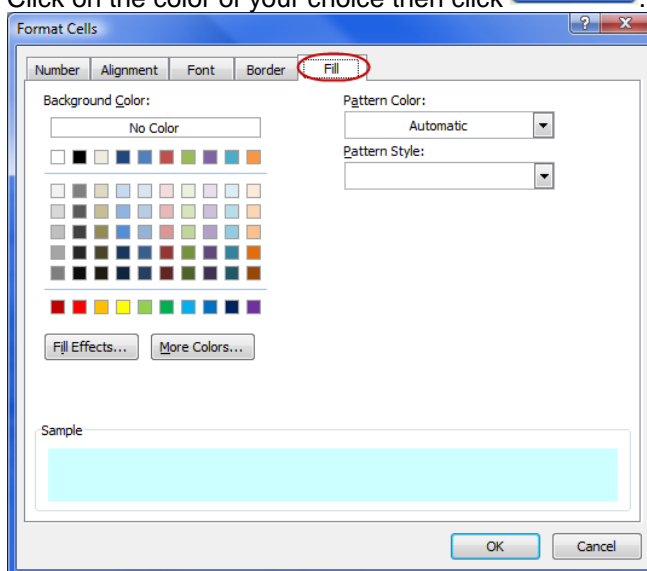 Click on the color of your choice then click .
Format Cells
Number Alignment Font Border Fill
Background Color: Pattern Color:
No Color Automatic
Pattern Style:
Fill Effects... More Colors...
Sample
OK Cancel